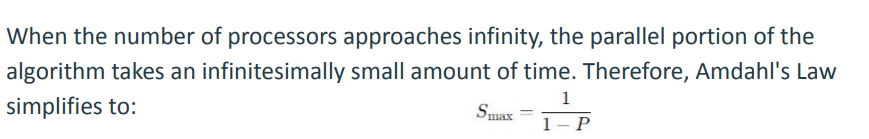 When the number of processors approaches infinity, the parallel portion of the
algorithm takes an infinitesimally small amount of time. Therefore, Amdahl's Law
simplifies to: S_max = 1 / (1 − P)